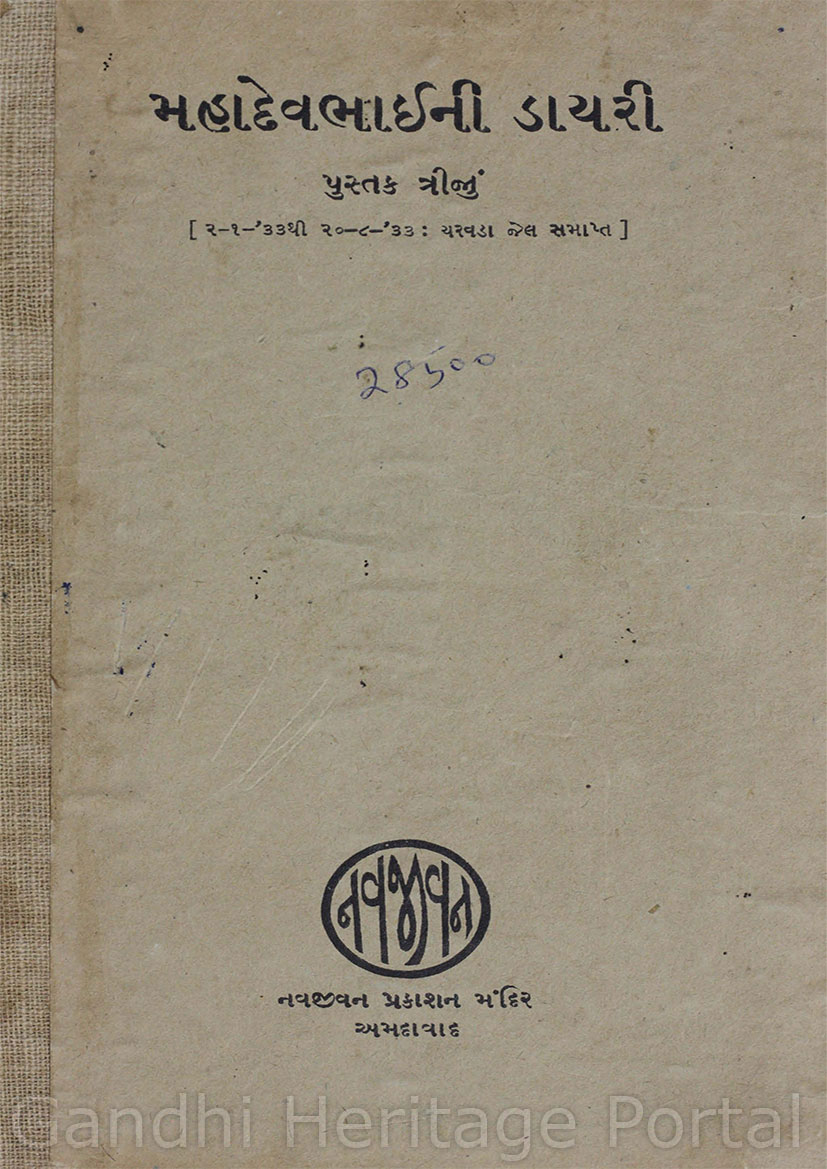 મહાદેવભાઈની ડાયરી
પુસ્તક ત્રીજું
[ ૨-૧-'૩૩થી ૨૦-૮-'૩૩ : યરવડા જેલ સમાપ્ત ]
28500
નવજીવન
નવજીવન પ્રકાશન મંદિર
અમદાવાદ
Gandhi Heritage Portal